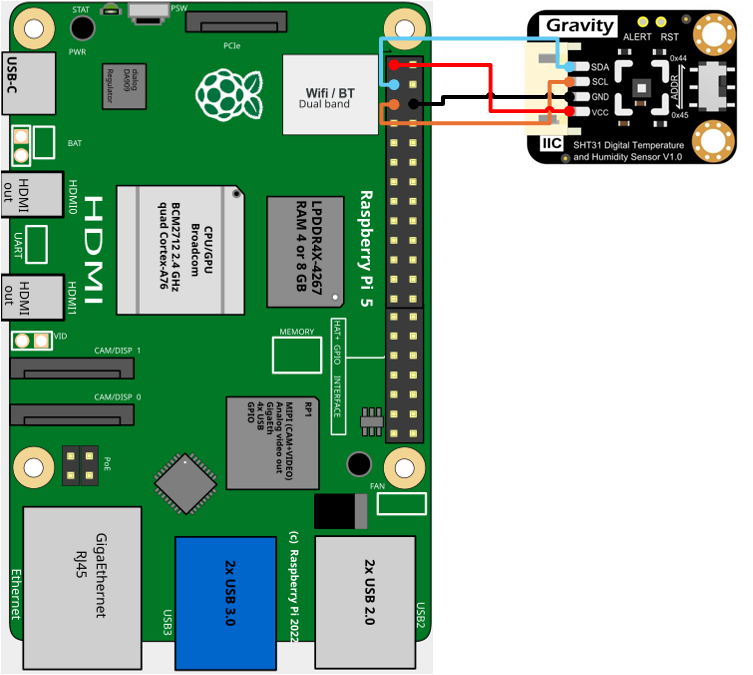 STAT
PSW
PWR
PCIe
USB-C
dialog
DA909
Regulator
Wifi / BT
Dual band
BAT
HDMI
out
HDMI0
HDMI
UART
HDMI
out
HDMI1
CPU/GPU
Broadcom
BCM2712 2.4 GHz
quad Cortex-A76
LPDDR4X-4267
RAM 4 or 8 GB
Raspberry Pi 5
VID
MEMORY
HAT+ GPIO INTERFACE
CAM/DISP 1
CAM/DISP 0
RP1
MIPI (CAM+VIDEO)
Analog video out
GigaEth
4x USB
GPIO
PoE
FAN
GigaEthernet
RJ45
Ethernet
2x USB 3.0
USB3
(c) Raspberry Pi 2022
2x USB 2.0
USB2
Gravity
ALERT RST
SDA
SCL
GND
VCC
0x44
ADDR
0x45
IIC
SHT31 Digital Temperature
and Humidity Sensor V1.0